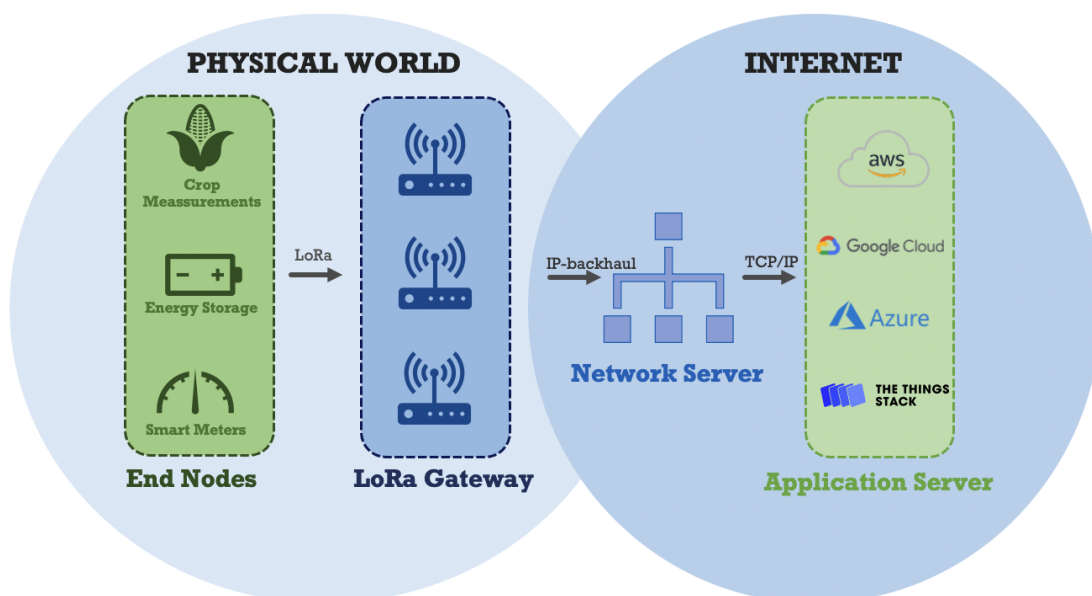 PHYSICAL WORLD
INTERNET
Crop
Meassurements
Energy Storage
Smart Meters
End Nodes
LoRa
LoRa Gateway
IP-backhaul
Network Server
TCP/IP
aws
Google Cloud
Azure
THE THINGS
STACK
Application Server